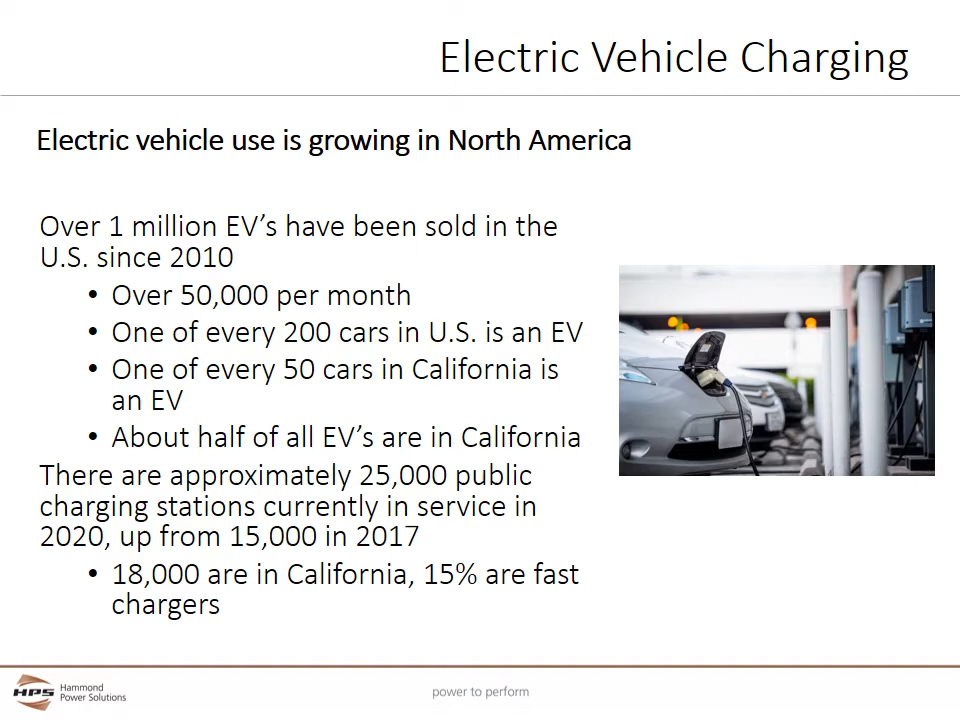 Electric Vehicle Charging
Electric vehicle use is growing in North America
Over 1 million EV’s have been sold in the
U.S. since 2010
• Over 50,000 per month
• One of every 200 cars in U.S. is an EV
• One of every 50 cars in California is
an EV
• About half of all EV’s are in California
There are approximately 25,000 public
charging stations currently in service in
2020, up from 15,000 in 2017
• 18,000 are in California, 15% are fast
chargers
HPS
Hammond
Power Solutions
power to perform